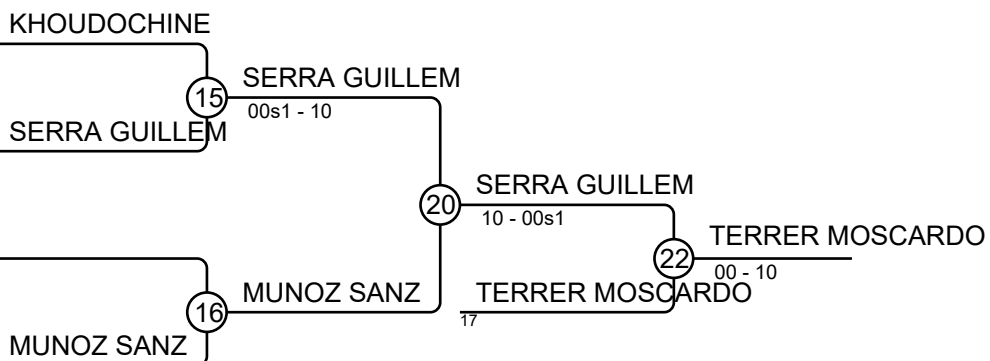 KHOUDOCHINE
SERRA GUILLEM
15
00s1 - 10
SERRA GUILLEM
SERRA GUILLEM
20
10 - 00s1
TERRER MOSCARDO
22
00 - 10
MUNOZ SANZ
TERRER MOSCARDO
16
17
MUNOZ SANZ